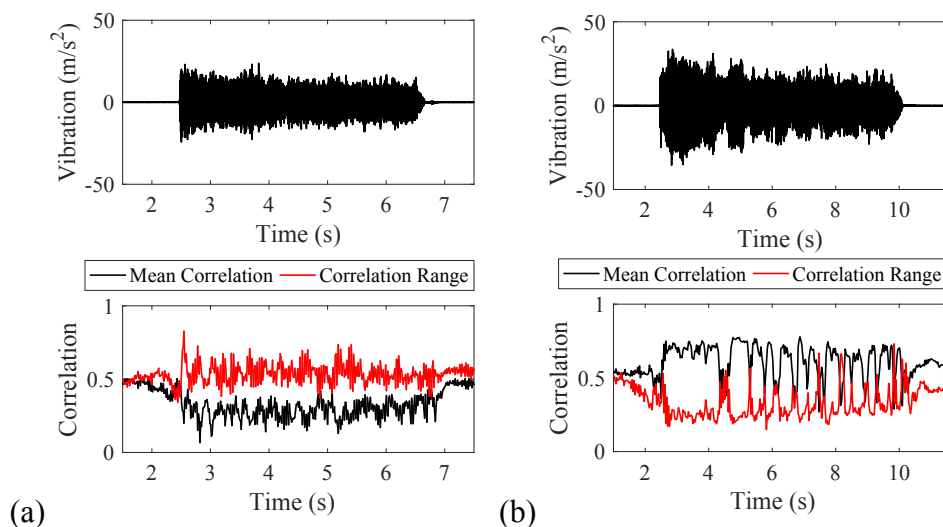 50
0
-50
Vibration (m/s²)
2 3 4 5 6 7
Time (s)
Mean Correlation Correlation Range
1
0.5
0
Correlation
2 3 4 5 6 7
Time (s)
(a)
50
0
-50
Vibration (m/s²)
2 4 6 8 10
Time (s)
Mean Correlation Correlation Range
1
0.5
0
Correlation
2 4 6 8 10
Time (s)
(b)